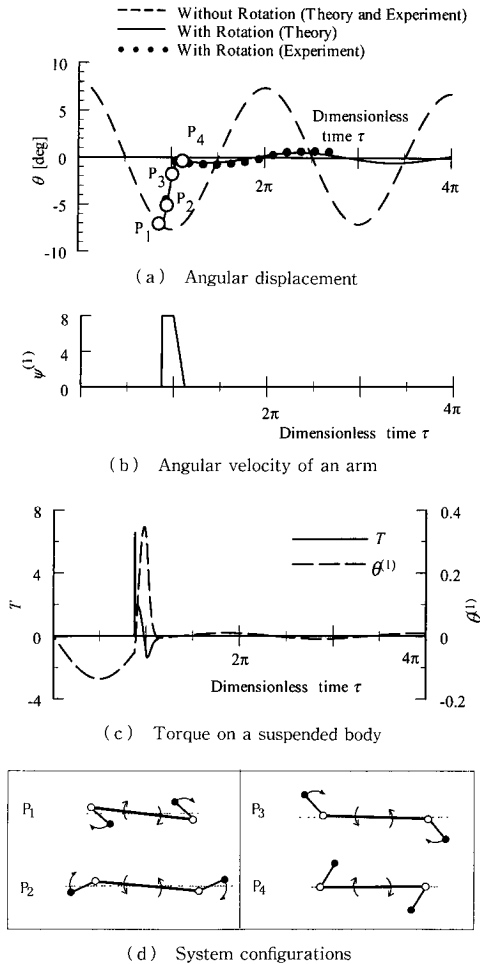 Without Rotation (Theory and Experiment)
With Rotation (Theory)
With Rotation (Experiment)
10
5
0
-5
-10
θ [deg]
P1
P2
P3
P4
Dimensionless
time τ
2π
4π
(a) Angular displacement
8
4
0
ψ(1)
2π
4π
Dimensionless time τ
(b) Angular velocity of an arm
8
4
0
-4
T
T
θ(1)
0.4
0.2
0
-0.2
θ(1)
2π
4π
Dimensionless time τ
(c) Torque on a suspended body
P1
P3
P2
P4
(d) System configurations